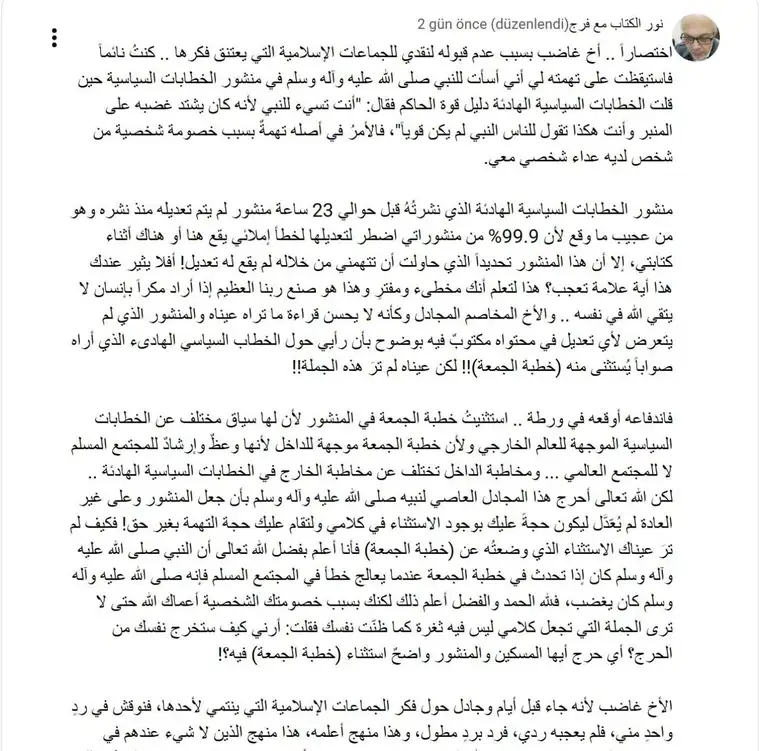 نور الكتاب مع فرج(düzenlendi) 2 gün önce
اختصاراً .. أخ غاضب بسبب عدم قبوله لنقدي للجماعات الإسلامية التي يعتنق فكرها .. كنتُ نائماً
فاستيقظت على تهمته لي أني أسأت للنبي صلى الله عليه وآله وسلم في منشور الخطابات السياسية حين
قلت الخطابات السياسية الهادئة دليل قوة الحاكم فقال: "أنت تسيء للنبي لأنه كان يشتد غضبه على
المنبر وأنت هكذا تقول للناس النبي لم يكن قوياً"، فالأمرُ في أصله تهمةٌ بسبب خصومة شخصية من
شخص لديه عداء شخصي معي.
منشور الخطابات السياسية الهادئة الذي نشرتُهُ قبل حوالي 23 ساعة منشور لم يتم تعديله منذ نشره وهو
من عجيب ما وقع لأن 99.9% من منشوراتي اضطر لتعديلها لخطأ إملائي يقع هنا أو هناك أثناء
كتابتي، إلا أن هذا المنشور تحديداً الذي حاولت أن تتهمني من خلاله لم يقع له تعديل! أفلا يثير عندك
هذا أية علامة تعجب؟ هذا لتعلم أنك مخطىء ومفترٍ وهذا هو صنع ربنا العظيم إذا أراد مكراً بإنسان لا
يتقي الله في نفسه .. والأخ المخاصم المجادل وكأنه لا يحسن قراءة ما تراه عيناه والمنشور الذي لم
يتعرض لأي تعديل في محتواه مكتوبٌ فيه بوضوح بأن رأيي حول الخطاب السياسي الهادىء الذي أراه
صواباً يُستثنى منه (خطبة الجمعة)!! لكن عيناه لم ترَ هذه الجملة!!
فاندفاعه أوقعه في ورطة .. استثنيتُ خطبة الجمعة في المنشور لأن لها سياق مختلف عن الخطابات
السياسية الموجهة للعالم الخارجي ولأن خطبة الجمعة موجهة للداخل لأنها وعظٌ وإرشادٌ للمجتمع المسلم
لا للمجتمع العالمي ... ومخاطبة الداخل تختلف عن مخاطبة الخارج في الخطابات السياسية الهادئة ..
لكن الله تعالى أحرج هذا المجادل العاصي لنبيه صلى الله عليه وآله وسلم بأن جعل المنشور وعلى غير
العادة لم يُعَدَّل ليكون حجةً عليك بوجود الاستثناء في كلامي ولتقام عليك حجة التهمة بغير حق! فكيف لم
ترَ عيناك الاستثناء الذي وضعتُه عن (خطبة الجمعة) فأنا أعلم بفضل الله تعالى أن النبي صلى الله عليه
وآله وسلم كان إذا تحدث في خطبة الجمعة عندما يعالج خطأ في المجتمع المسلم فإنه صلى الله عليه وآله
وسلم كان يغضب، فلله الحمد والفضل أعلم ذلك لكنك بسبب خصومتك الشخصية أعماك الله حتى لا
ترى الجملة التي تجعل كلامي ليس فيه ثغرة كما ظنّت نفسك فقلت: أرني كيف ستخرج نفسك من
الحرج؟ أي حرج أيها المسكين والمنشور واضحٌ استثناء (خطبة الجمعة) فيه؟!
الأخ غاضب لأنه جاء قبل أيام وجادل حول فكر الجماعات الإسلامية التي ينتمي لأحدها، فنوقش في ردِ
واحدٍ مني، فلم يعجبه ردي، فرد بردٍ مطول، وهذا منهج أعلمه، هذا منهج الذين لا شيء عندهم في